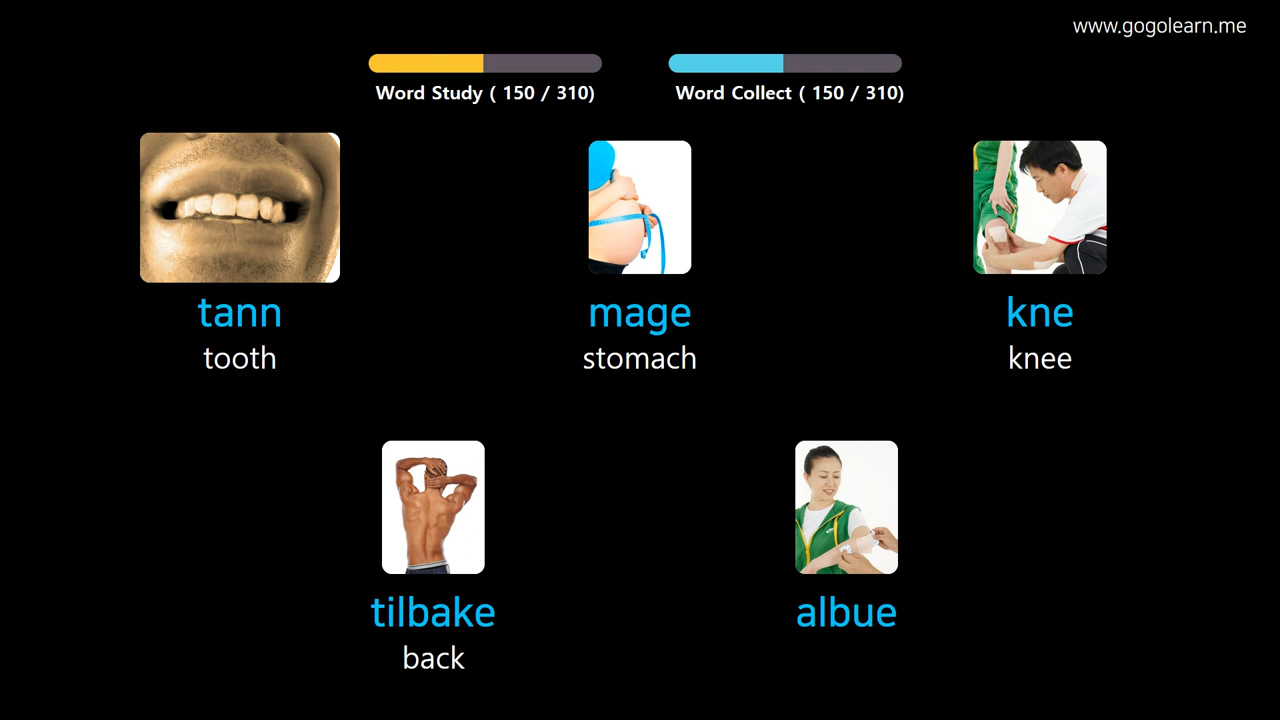 www.gogolearn.me
Word Study ( 150 / 310)
Word Collect ( 150 / 310)
tann
tooth
mage
stomach
kne
knee
tilbake
back
albue